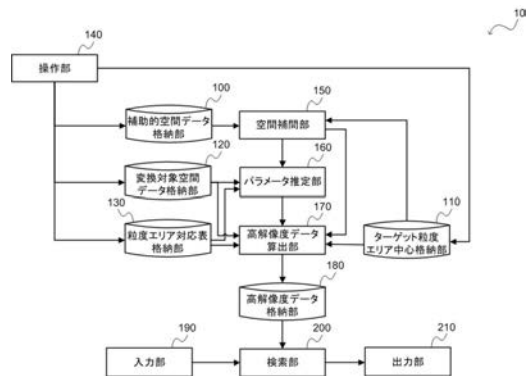 10
140
操作部
100
補助的空間データ
格納部
150
空間補間部
120
変換対象空間
データ格納部
160
パラメータ推定部
130
粒度エリア対応表
格納部
170
高解像度データ
算出部
110
ターゲット粒度
エリア中心格納部
180
高解像度データ
格納部
190
入力部
200
検索部
210
出力部